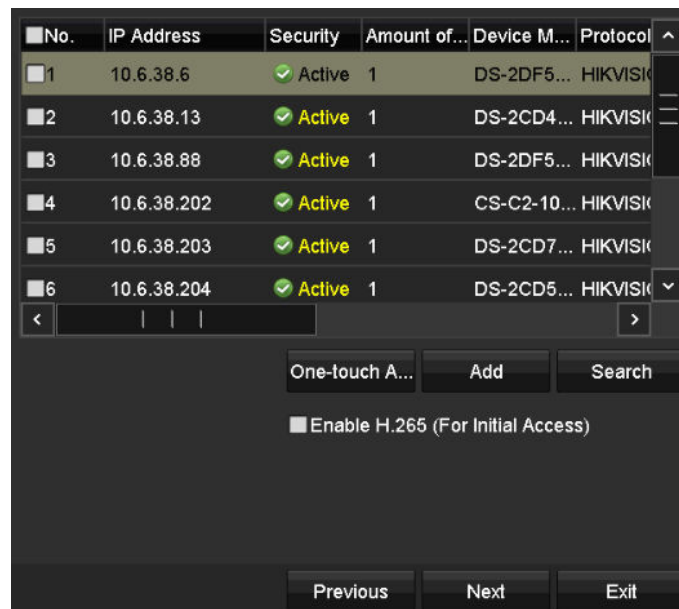 No. IP Address Security Amount of... Device M... Protocol
1 10.6.38.6 Active 1 DS-2DF5... HIKVISI
2 10.6.38.13 Active 1 DS-2CD4... HIKVISI
3 10.6.38.88 Active 1 DS-2DF5... HIKVISI
4 10.6.38.202 Active 1 CS-C2-10... HIKVISI
5 10.6.38.203 Active 1 DS-2CD7... HIKVISI
6 10.6.38.204 Active 1 DS-2CD5... HIKVISI
One-touch A... Add Search
Enable H.265 (For Initial Access)
Previous Next Exit